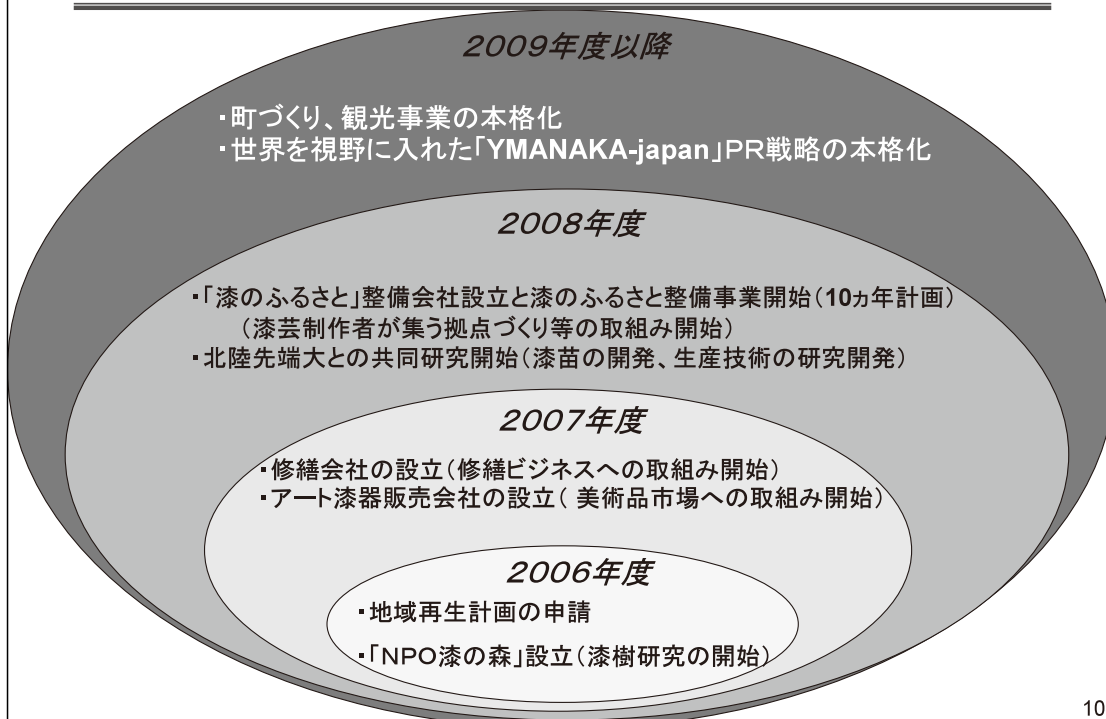 2009年度以降
・町づくり、観光事業の本格化
・世界を視野に入れた「YMANAKA-japan」PR戦略の本格化
2008年度
・「漆のふるさと」整備会社設立と漆のふるさと整備事業開始(10ヵ年計画)
(漆芸制作者が集う拠点づくり等の取組み開始)
・北陸先端大との共同研究開始(漆苗の開発、生産技術の研究開発)
2007年度
・修繕会社の設立(修繕ビジネスへの取組み開始)
・アート漆器販売会社の設立( 美術品市場への取組み開始)
2006年度
・地域再生計画の申請
・「NPO漆の森」設立(漆樹研究の開始)
10